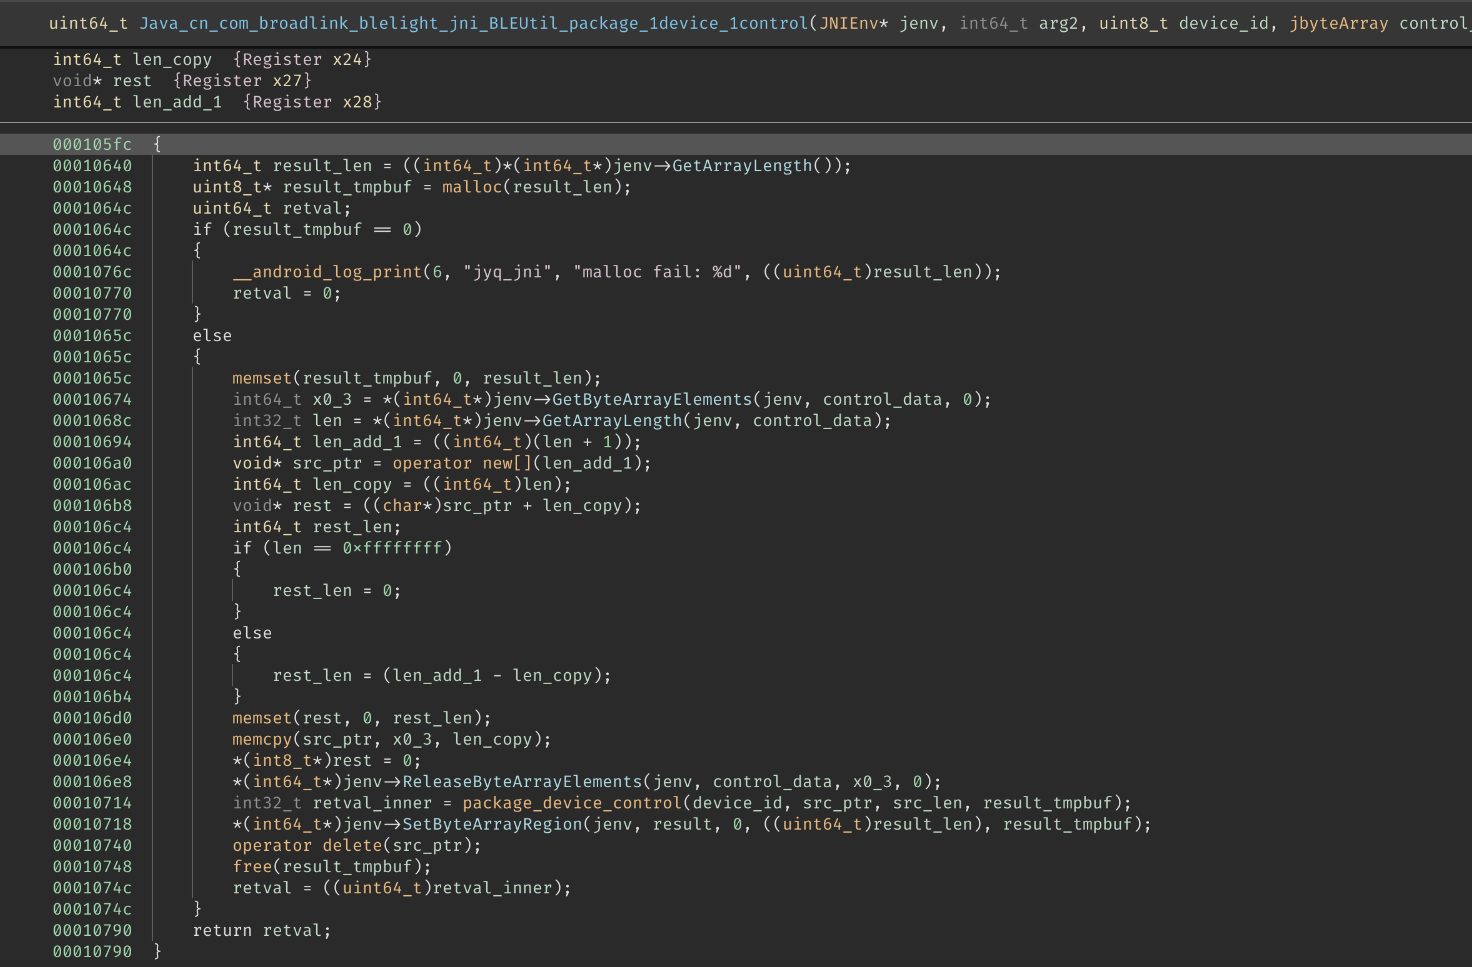 uint64_t Java_cn_com_broadlink_blelight_jni_BLEUtil_package_1device_1control(JNIEnv* jenv, int64_t arg2, uint8_t device_id, jbyteArray control_
int64_t len_copy  {Register x24}
void* rest  {Register x27}
int64_t len_add_1  {Register x28}
000105fc  {
00010640      int64_t result_len = ((int64_t)*(int64_t*)jenv->GetArrayLength());
00010648      uint8_t* result_tmpbuf = malloc(result_len);
0001064c      uint64_t retval;
0001064c      if (result_tmpbuf == 0)
0001064c      {
0001076c          __android_log_print(6, "jyq_jni", "malloc fail: %d", ((uint64_t)result_len));
00010770          retval = 0;
00010770      }
0001065c      else
0001065c      {
0001065c          memset(result_tmpbuf, 0, result_len);
00010674          int64_t x0_3 = *(int64_t*)jenv->GetByteArrayElements(jenv, control_data, 0);
0001068c          int32_t len = *(int64_t*)jenv->GetArrayLength(jenv, control_data);
00010694          int64_t len_add_1 = ((int64_t)(len + 1));
000106a0          void* src_ptr = operator new[](len_add_1);
000106ac          int64_t len_copy = ((int64_t)len);
000106b8          void* rest = ((char*)src_ptr + len_copy);
000106c4          int64_t rest_len;
000106c4          if (len == 0xffffffff)
000106b0          {
000106c4              rest_len = 0;
000106c4          }
000106c4          else
000106c4          {
000106c4              rest_len = (len_add_1 - len_copy);
000106b4          }
000106d0          memset(rest, 0, rest_len);
000106e0          memcpy(src_ptr, x0_3, len_copy);
000106e4          *(int8_t*)rest = 0;
000106e8          *(int64_t*)jenv->ReleaseByteArrayElements(jenv, control_data, x0_3, 0);
00010714          int32_t retval_inner = package_device_control(device_id, src_ptr, src_len, result_tmpbuf);
00010718          *(int64_t*)jenv->SetByteArrayRegion(jenv, result, 0, ((uint64_t)result_len), result_tmpbuf);
00010740          operator delete(src_ptr);
00010748          free(result_tmpbuf);
0001074c          retval = ((uint64_t)retval_inner);
0001074c      }
00010790      return retval;
00010790  }